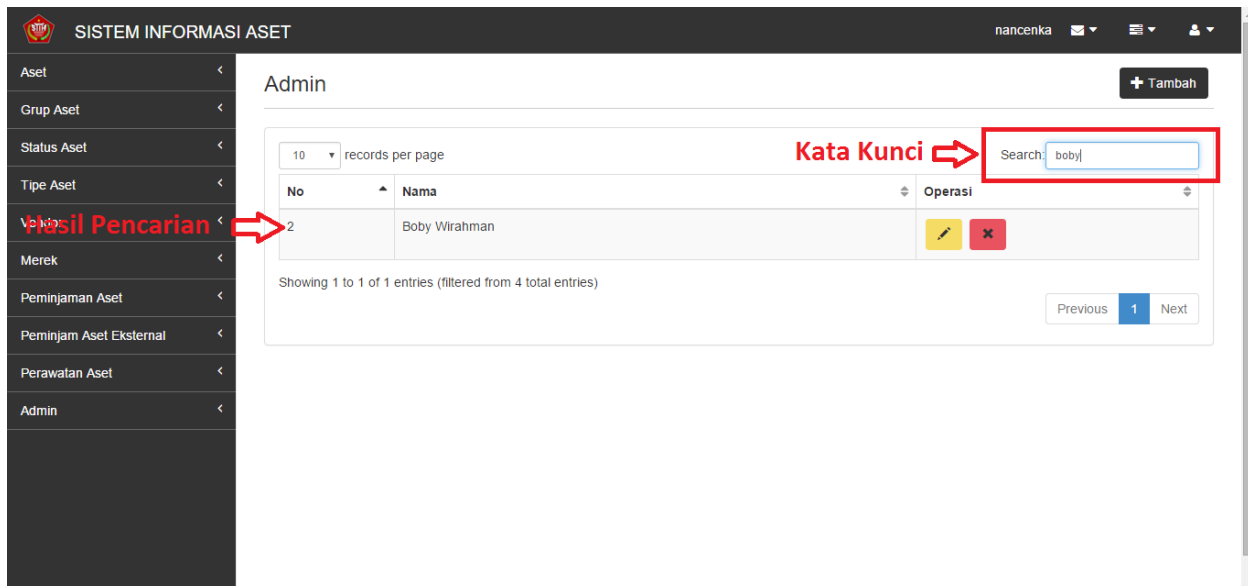 SISTEM INFORMASI ASET
nancenka
Aset
Grup Aset
Status Aset
Tipe Aset
Vendor
Merek
Peminjaman Aset
Peminjam Aset Eksternal
Perawatan Aset
Admin
Admin
Tambah
10 records per page
Kata Kunci
Search: boby
No Nama Operasi
Hasil Pencarian
2 Boby Wirahman
Showing 1 to 1 of 1 entries (filtered from 4 total entries)
Previous 1 Next